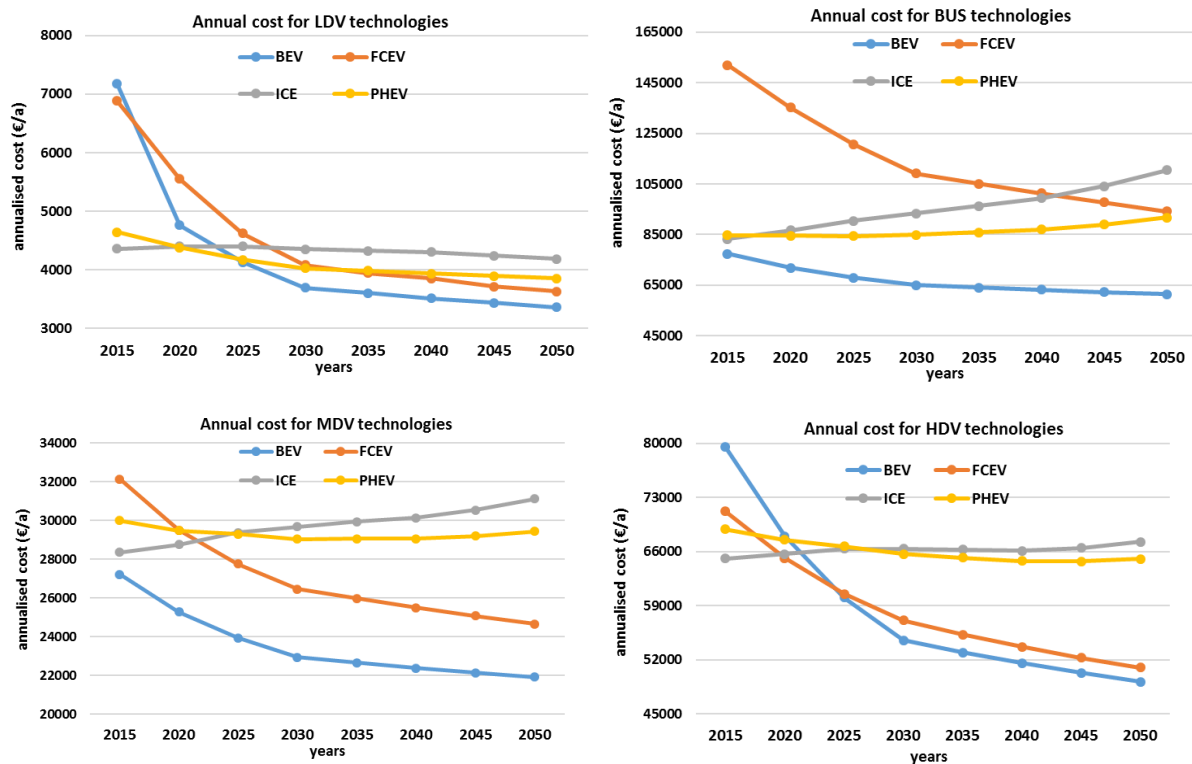 Annual cost for LDV technologies
8000
7000
6000
5000
4000
3000
annualised cost (€/a)
BEV FCEV
ICE PHEV
2015 2020 2025 2030 2035 2040 2045 2050
years
Annual cost for BUS technologies
165000
145000
125000
105000
85000
65000
45000
annualised cost (€/a)
BEV FCEV
ICE PHEV
2015 2020 2025 2030 2035 2040 2045 2050
years
Annual cost for MDV technologies
34000
32000
30000
28000
26000
24000
22000
20000
annualised cost (€/a)
BEV FCEV
ICE PHEV
2015 2020 2025 2030 2035 2040 2045 2050
years
Annual cost for HDV technologies
80000
73000
66000
59000
52000
45000
annualised cost (€/a)
BEV FCEV
ICE PHEV
2015 2020 2025 2030 2035 2040 2045 2050
years